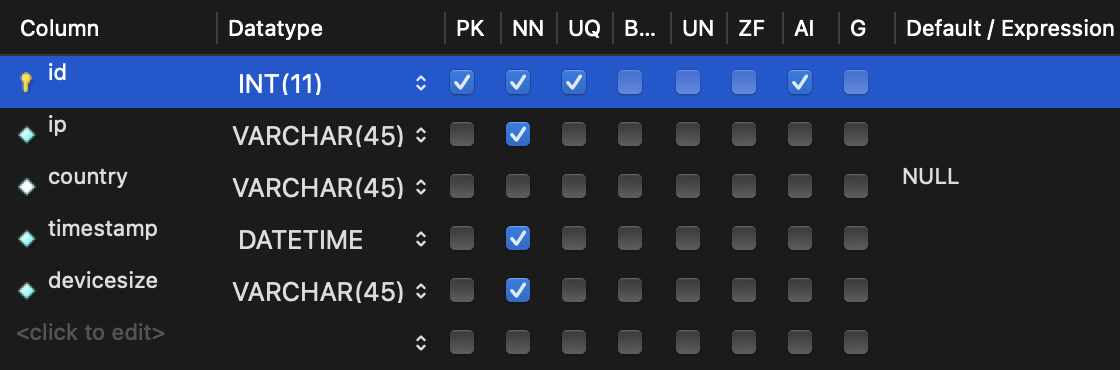 Column Datatype PK NN UQ B... UN ZF AI G Default / Expression
id INT(11)
ip VARCHAR(45)
country VARCHAR(45) NULL
timestamp DATETIME
devicesize VARCHAR(45)
<click to edit>